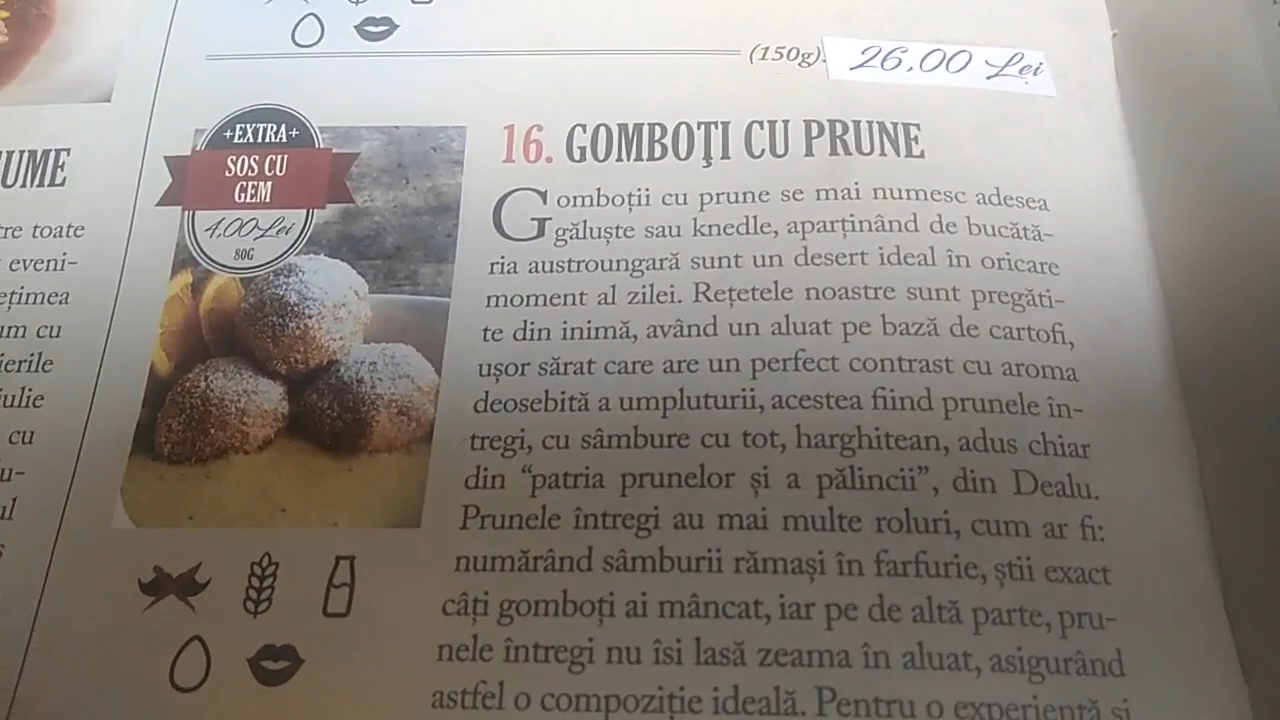 (150g)
26.00 Lei
UME
re toate
eveni-
ețimea
um cu
ierile
iulie
cu
u-
ul
+EXTRA+
SOS CU
GEM
4.00 Lei
80G
16. GOMBOŢI CU PRUNE
Gomboții cu prune se mai numesc adesea
găluște sau knedle, aparținând de bucătă-
ria austroungară sunt un desert ideal în oricare
moment al zilei. Rețetele noastre sunt pregăti-
te din inimă, având un aluat pe bază de cartofi,
ușor sărat care are un perfect contrast cu aroma
deosebită a umpluturii, acestea fiind prunele în-
tregi, cu sâmbure cu tot, harghitean, adus chiar
din “patria prunelor și a pălincii”, din Dealu.
Prunele întregi au mai multe roluri, cum ar fi:
numărând sâmburii rămași în farfurie, știi exact
câți gomboți ai mâncat, iar pe de altă parte, pru-
nele întregi nu îsi lasă zeama în aluat, asigurând
astfel o compoziție ideală. Pentru o experiență și